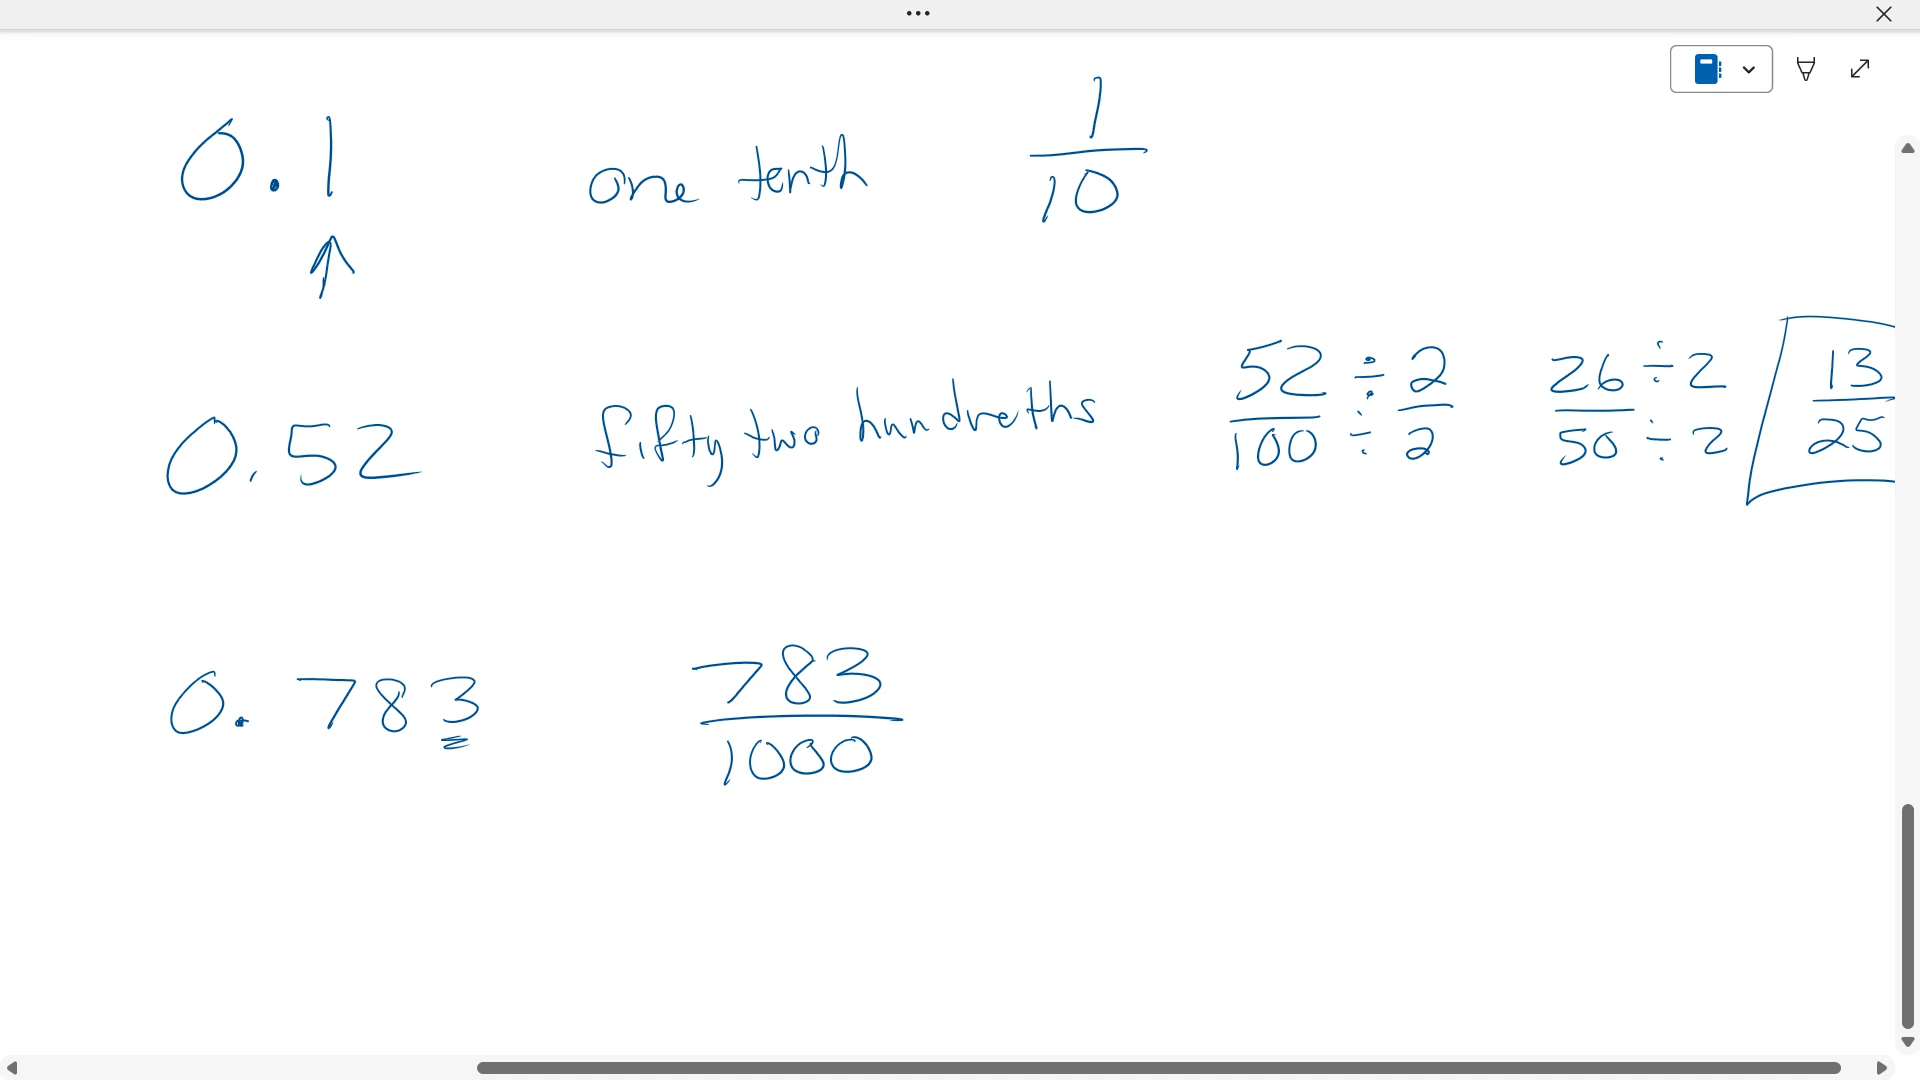 0.1 one tenth 1/10
0.52 fifty two hundreths 52/100 ÷ 2/2 26/50 ÷2/÷2 13/25
0.783 783/1000